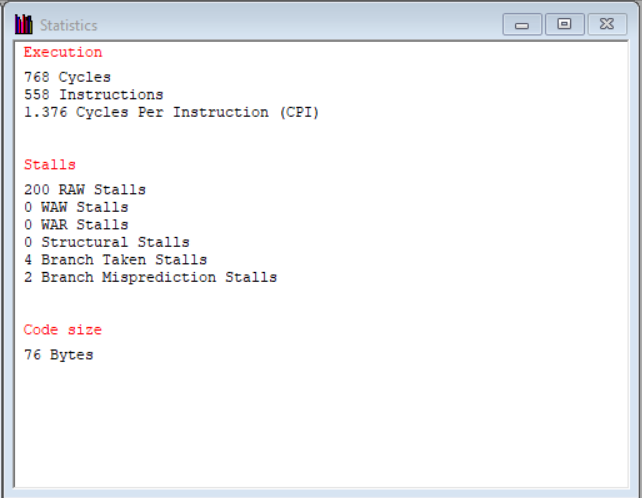 Statistics
Execution
768 Cycles
558 Instructions
1.376 Cycles Per Instruction (CPI)
Stalls
200 RAW Stalls
0 WAW Stalls
0 WAR Stalls
0 Structural Stalls
4 Branch Taken Stalls
2 Branch Misprediction Stalls
Code size
76 Bytes